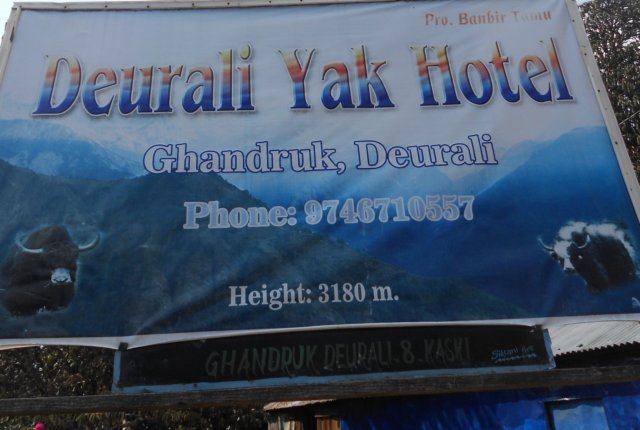 Pro. Banbir Tamu
Deurali Yak Hotel
Ghandruk, Deurali
Phone: 9746710557
Height: 3180 m.
GHANDRUK DEURALI. 8. KASKI